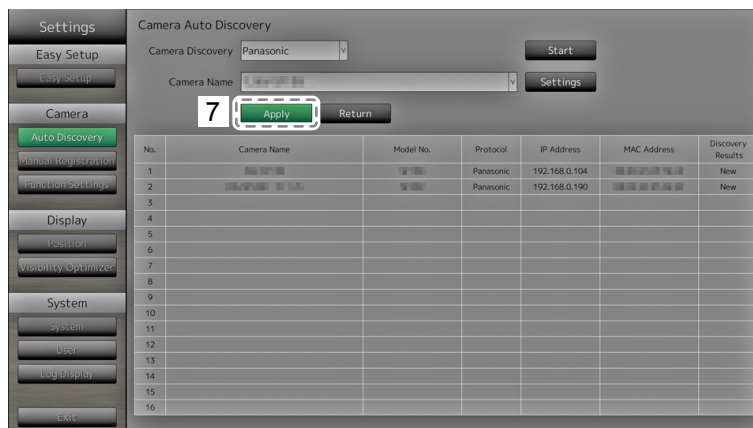 Settings
Easy Setup
Easy Setup
Camera
Auto Discovery
Manual Registration
Function Settings
Display
Position
Visibility Optimizer
System
System
User
Log Display
Exit
Camera Auto Discovery
Camera Discovery Panasonic Start
Camera Name Settings
7 Apply Return
No. Camera Name Model No. Protocol IP Address MAC Address Discovery Results
1 Panasonic 192.168.0.104 New
2 Panasonic 192.168.0.190 New
3
4
5
6
7
8
9
10
11
12
13
14
15
16